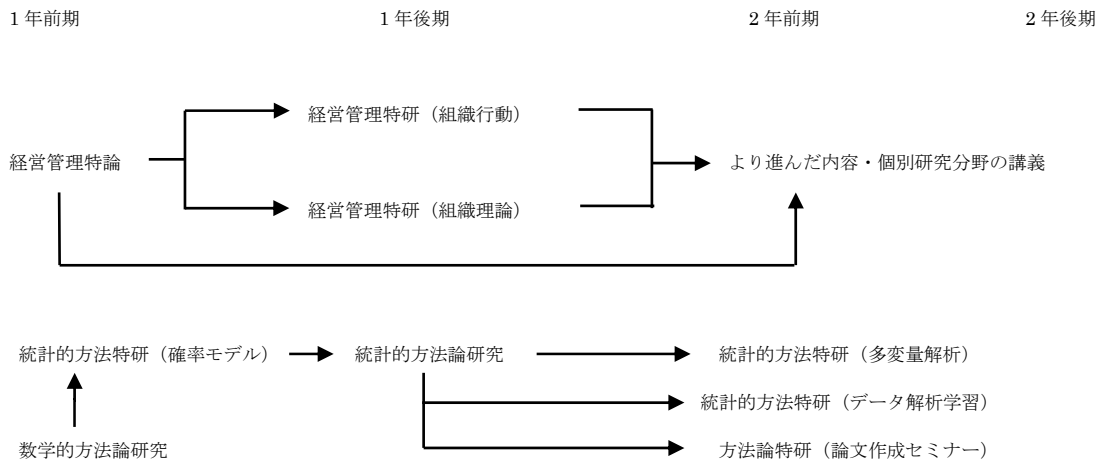 1 年前期 1 年後期 2 年前期 2 年後期
経営管理特研（組織行動）
経営管理特論 より進んだ内容・個別研究分野の講義
経営管理特研（組織理論）
統計的方法特研（確率モデル） 統計的方法論研究 統計的方法特研（多変量解析）
統計的方法特研（データ解析学習）
数学的方法論研究 方法論特研（論文作成セミナー）